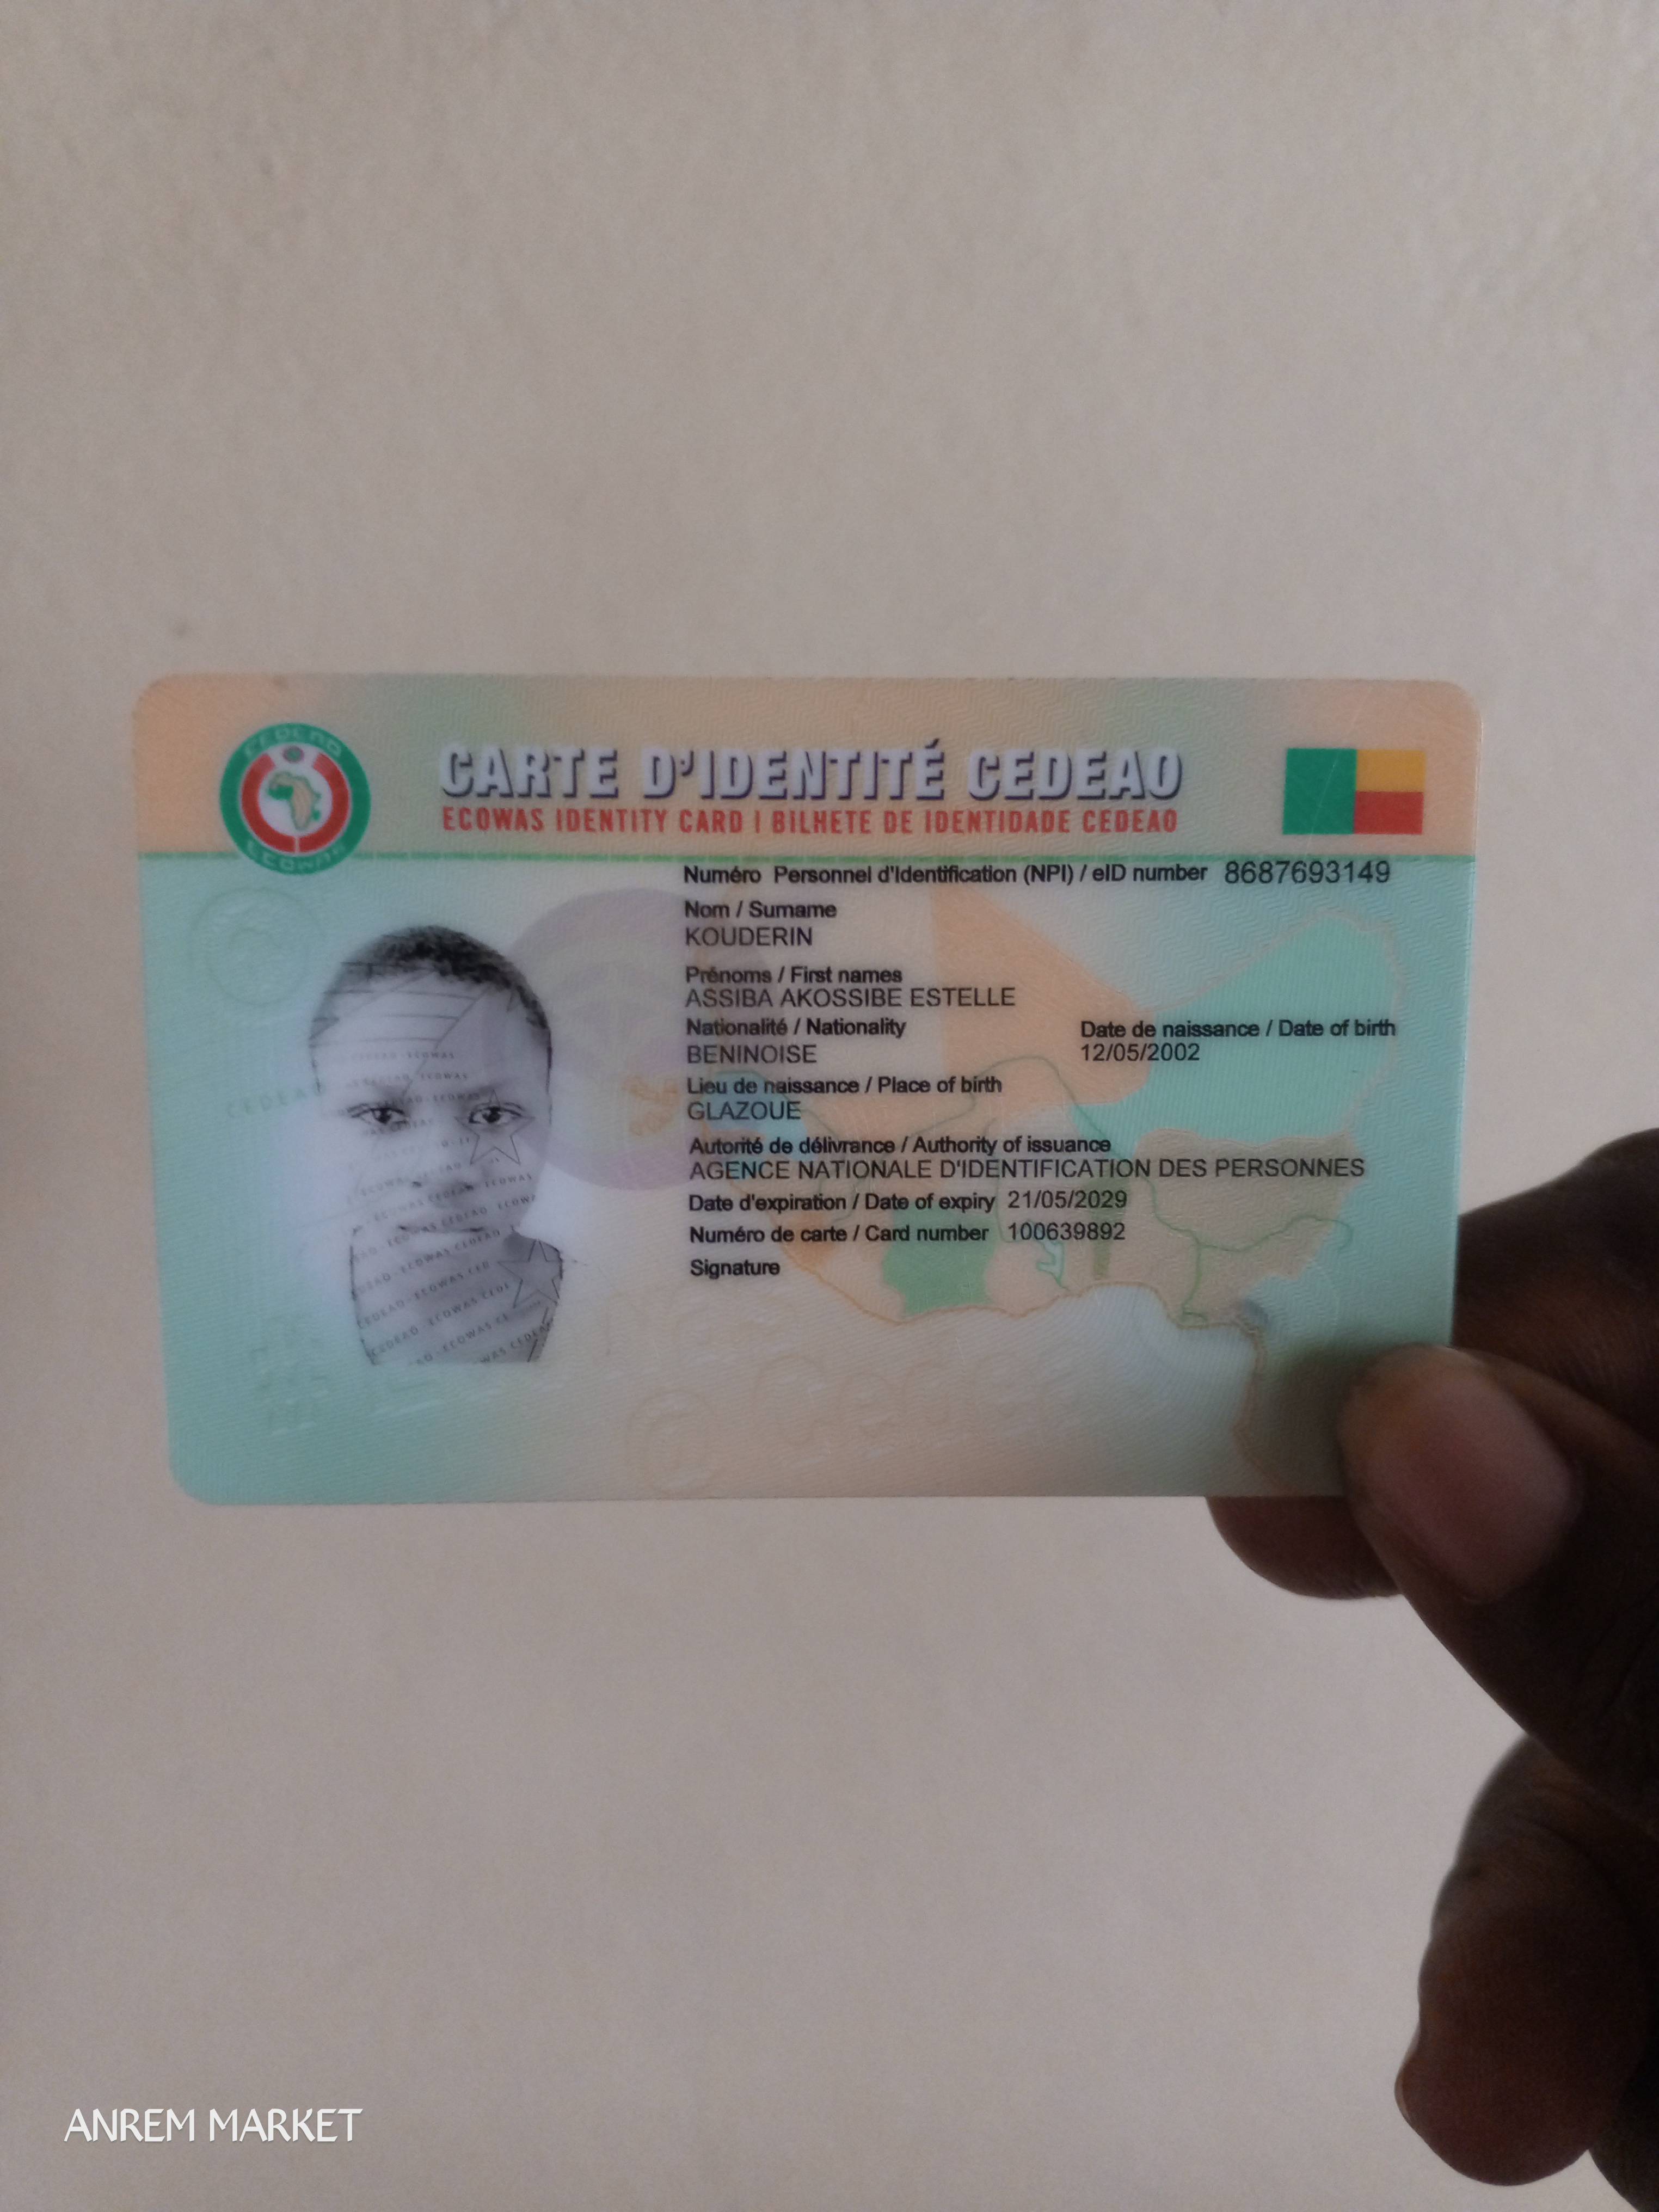 CEDEAO
ECOWAS
CARTE D'IDENTITÉ CEDEAO
ECOWAS IDENTITY CARD | BILHETE DE IDENTIDADE CEDEAO
Numéro Personnel d'Identification (NPI) / eID number 8687693149
Nom / Surname
KOUDERIN
Prénoms / First names
ASSIBA AKOSSIBE ESTELLE
Nationalité / Nationality Date de naissance / Date of birth
BENINOISE 12/05/2002
Lieu de naissance / Place of birth
GLAZOUE
Autorité de délivrance / Authority of issuance
AGENCE NATIONALE D'IDENTIFICATION DES PERSONNES
Date d'expiration / Date of expiry 21/05/2029
Numéro de carte / Card number 100639892
Signature
ANREM MARKET